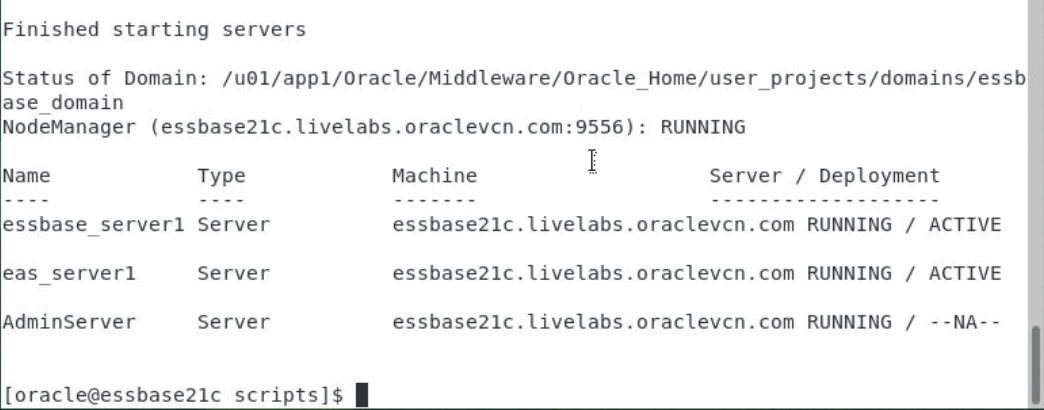 Finished starting servers
Status of Domain: /u01/app1/Oracle/Middleware/Oracle_Home/user_projects/domains/essb
ase_domain
NodeManager (essbase21c.livelabs.oraclevcn.com:9556): RUNNING
Name Type Machine Server / Deployment
---- ---- ------- -------------------
essbase_server1 Server essbase21c.livelabs.oraclevcn.com RUNNING / ACTIVE
eas_server1 Server essbase21c.livelabs.oraclevcn.com RUNNING / ACTIVE
AdminServer Server essbase21c.livelabs.oraclevcn.com RUNNING / --NA--
[oracle@essbase21c scripts]$